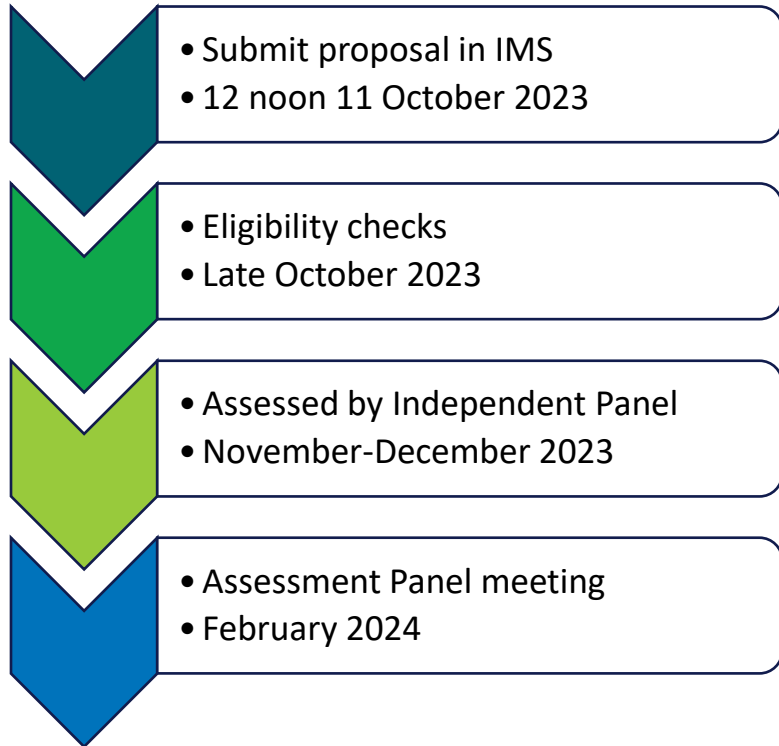 • Submit proposal in IMS
• 12 noon 11 October 2023
• Eligibility checks
• Late October 2023
• Assessed by Independent Panel
• November-December 2023
• Assessment Panel meeting
• February 2024